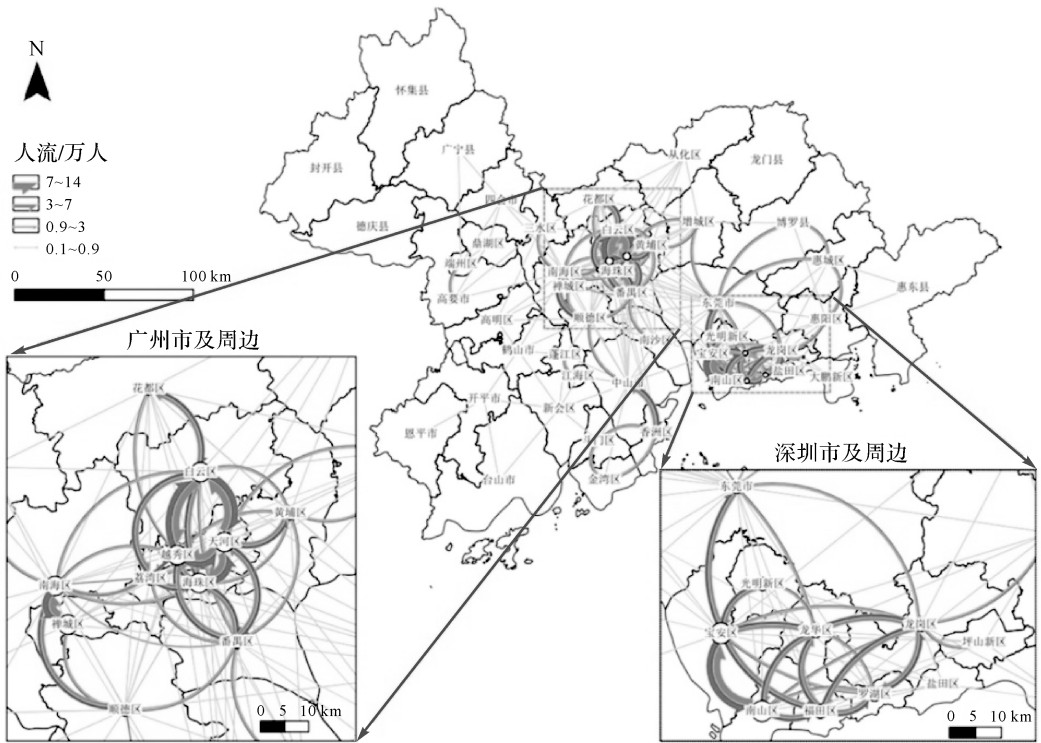 N
人流/万人
7~14
3~7
0.9~3
0.1~0.9
0 50 100 km
怀集县
广宁县
封开县
德庆县
四会市
从化区
龙门县
花都区
三水区
白云区
增城区
博罗县
鼎湖区
黄埔区
端州区
南海区
海珠区
惠城区
禅城区
番禺区
惠东县
高要市
东莞市
高明区
顺德区
惠阳区
南沙区
光明新区
鹤山市
蓬江区
宝安区
龙岗区
江海区
中山市
南山区
盐田区
大鹏新区
开平市
新会区
恩平市
斗门区
香洲区
台山市
金湾区
广州市及周边
花都区
白云区
黄埔区
天河区
越秀区
荔湾区
海珠区
南海区
禅城区
番禺区
顺德区
0 5 10 km
深圳市及周边
东莞市
光明新区
宝安区
龙华区
龙岗区
坪山新区
盐田区
罗湖区
南山区
福田区
0 5 10 km